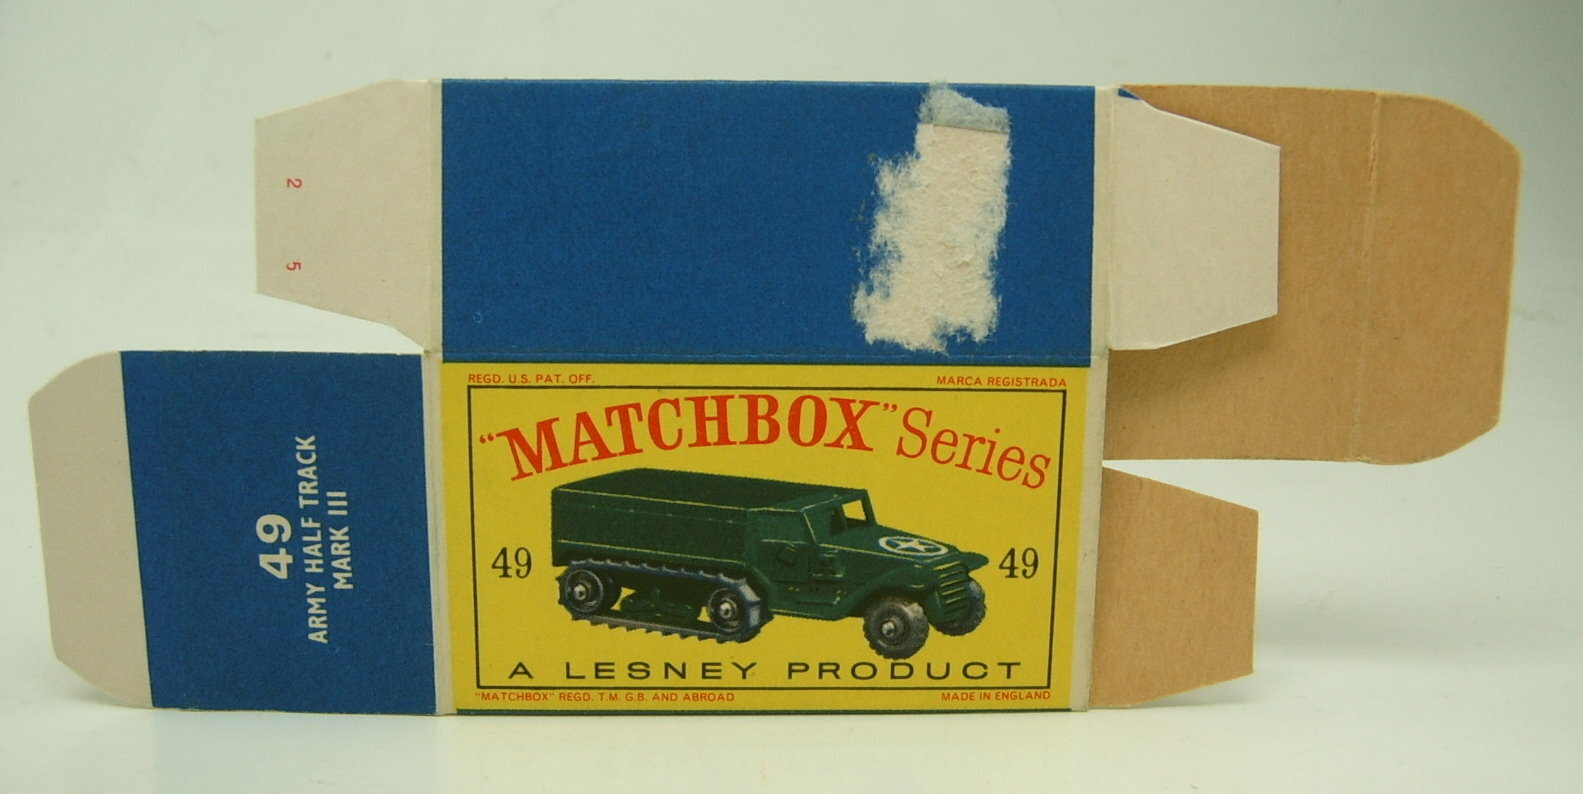 2
5
49
ARMY HALF TRACK
MARK III
REGD. U.S. PAT. OFF.
MARCA REGISTRADA
"MATCHBOX" Series
49
49
A LESNEY PRODUCT
"MATCHBOX" REGD. T.M. G.B. AND ABROAD
MADE IN ENGLAND